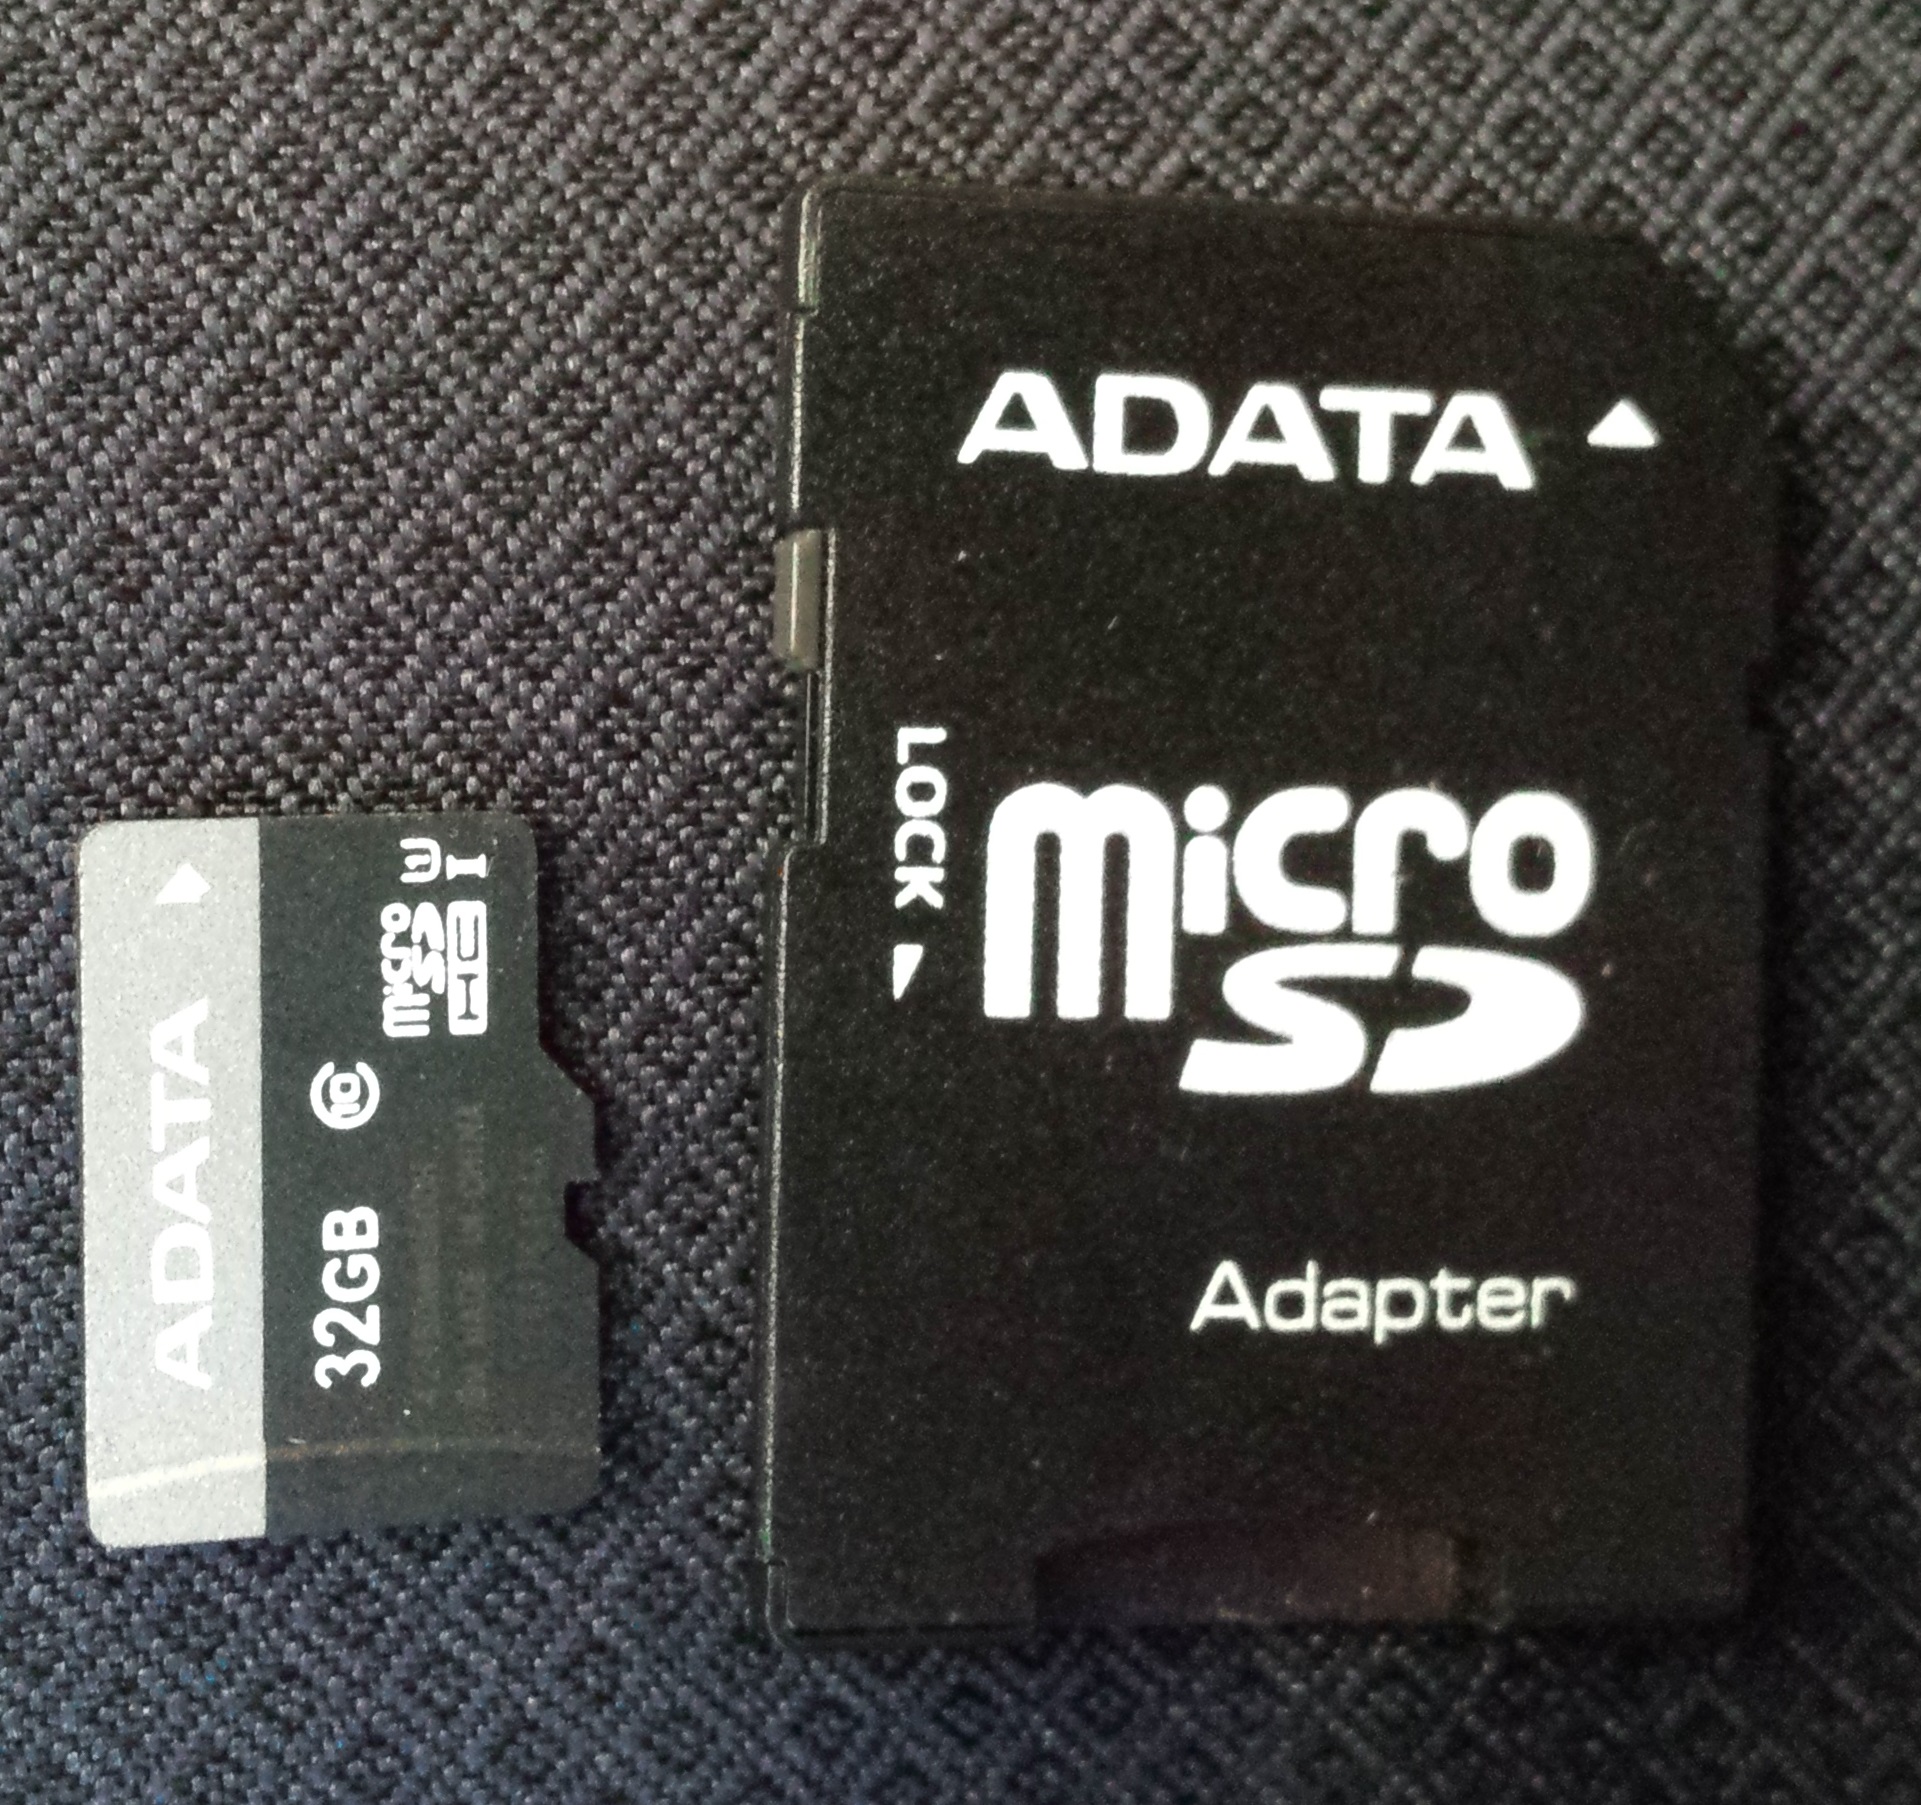 ADATA
32GB
10
micro
SD
HC
U1
I
ADATA
LOCK
micro
SD
Adapter